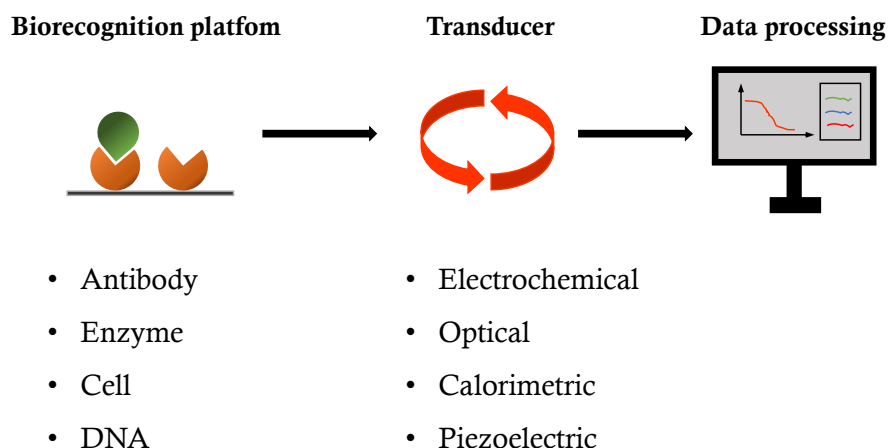 Biorecognition platfom
Transducer
Data processing
• Antibody
• Enzyme
• Cell
• DNA
• Electrochemical
• Optical
• Calorimetric
• Piezoelectric